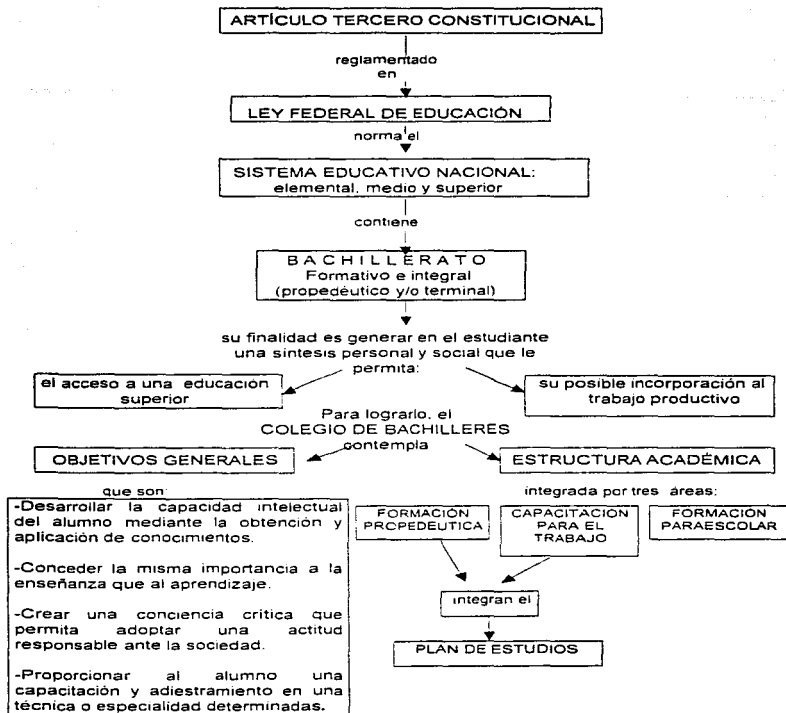 ARTÍCULO TERCERO CONSTITUCIONAL
reglamentado
en
LEY FEDERAL DE EDUCACIÓN
norma el
SISTEMA EDUCATIVO NACIONAL:
elemental, medio y superior
contiene
BACHILLERATO
Formativo e integral
(propedéutico y/o terminal)
su finalidad es generar en el estudiante
una síntesis personal y social que le
permita:
el acceso a una educación
superior
su posible incorporación al
trabajo productivo
Para lograrlo, el
COLEGIO DE BACHILLERES
contempla
OBJETIVOS GENERALES
ESTRUCTURA ACADÉMICA
que son:
-Desarrollar la capacidad intelectual
del alumno mediante la obtención y
aplicación de conocimientos.
-Conceder la misma importancia a la
enseñanza que al aprendizaje.
-Crear una conciencia critica que
permita adoptar una actitud
responsable ante la sociedad.
-Proporcionar al alumno una
capacitación y adiestramiento en una
técnica o especialidad determinadas.
integrada por tres áreas:
FORMACIÓN
PROPEDEUTICA
CAPACITACION
PARA EL
TRABAJO
FORMACIÓN
PARAESCOLAR
integran el
PLAN DE ESTUDIOS